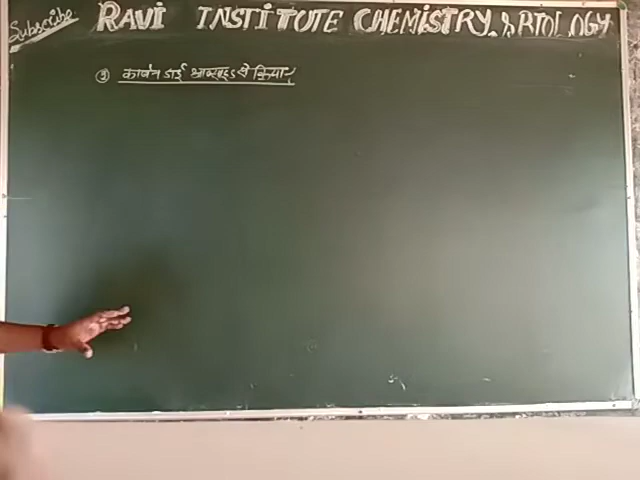 Subscribe
RAVI INSTITUTE CHEMISTRY & BIOLOGY
③ कार्बन डाई आक्साइड से क्रिया: